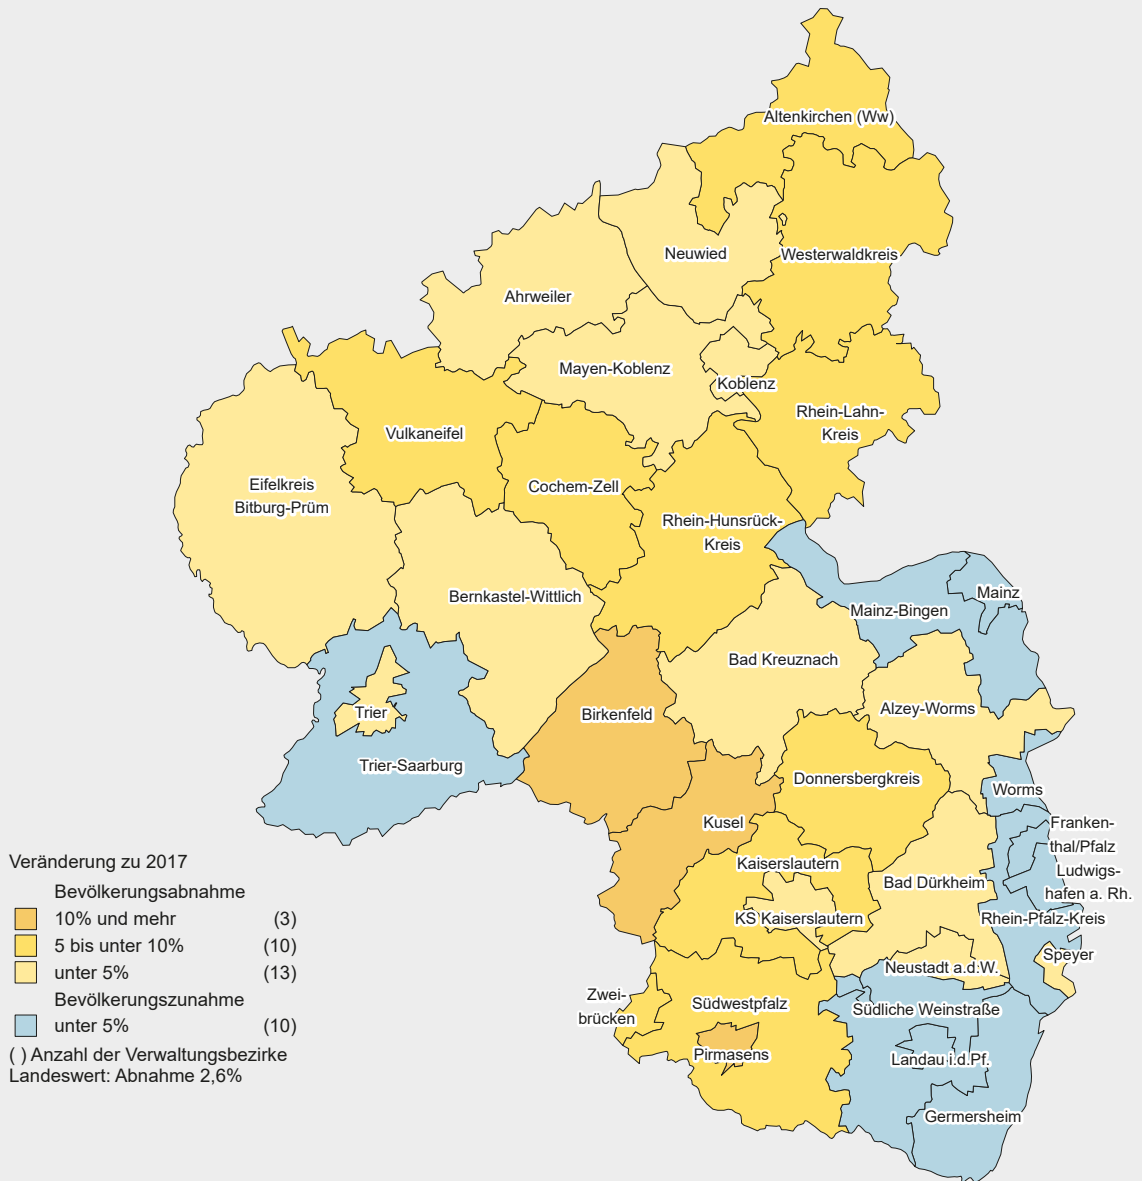 Altenkirchen (Ww)
Neuwied
Westerwaldkreis
Ahrweiler
Mayen-Koblenz
Koblenz
Rhein-Lahn-
Kreis
Vulkaneifel
Cochem-Zell
Eifelkreis
Bitburg-Prüm
Rhein-Hunsrück-
Kreis
Bernkastel-Wittlich
Mainz
Mainz-Bingen
Bad Kreuznach
Alzey-Worms
Birkenfeld
Trier
Trier-Saarburg
Donnersbergkreis
Worms
Kusel
Franken-
thal/Pfalz
Kaiserslautern
Ludwigs-
hafen a. Rh.
Bad Dürkheim
KS Kaiserslautern
Rhein-Pfalz-Kreis
Speyer
Neustadt a.d.W.
Zwei-
brücken
Südwestpfalz
Südliche Weinstraße
Pirmasens
Landau i.d.Pf.
Germersheim
Veränderung zu 2017
Bevölkerungsabnahme
10% und mehr (3)
5 bis unter 10% (10)
unter 5% (13)
Bevölkerungszunahme
unter 5% (10)
( ) Anzahl der Verwaltungsbezirke
Landeswert: Abnahme 2,6%